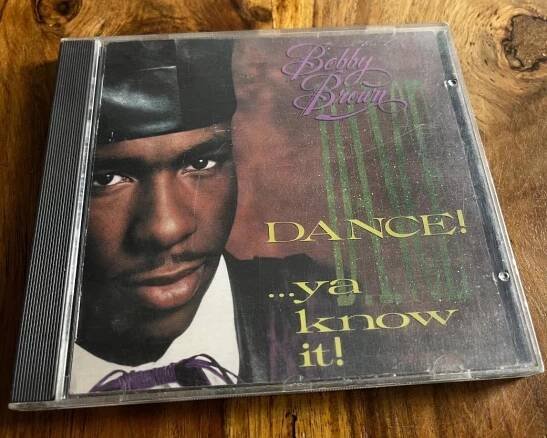 Bobby
Brown
DANCE!
...ya
know
it!